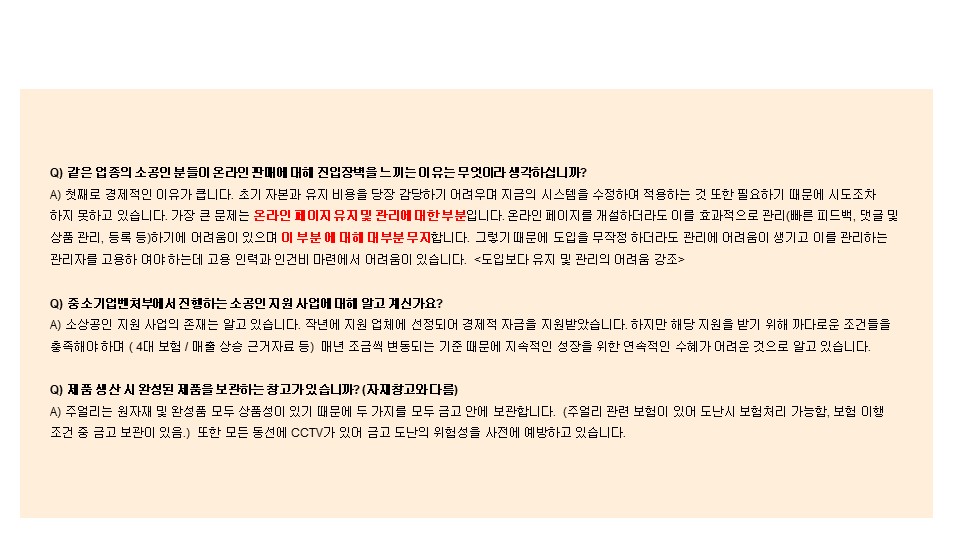 Q) 같은 업종의 소공인 분들이 온라인 판매에 대해 진입장벽을 느끼는 이유는 무엇이라 생각하십니까?
A) 첫째로 경제적인 이유가 큽니다. 초기 자본과 유지 비용을 당장 감당하기 어려우며 지금의 시스템을 수정하여 적용하는 것 또한 필요하기 때문에 시도조차
하지 못하고 있습니다. 가장 큰 문제는 온라인 페이지 유지 및 관리에 대한 부분입니다. 온라인 페이지를 개설하더라도 이를 효과적으로 관리(빠른 피드백, 댓글 및
상품 관리, 등록 등)하기에 어려움이 있으며 이 부분에 대해 대부분 무지합니다. 그렇기 때문에 도입을 무작정 하더라도 관리에 어려움이 생기고 이를 관리하는
관리자를 고용하 여야 하는데 고용 인력과 인건비 마련에서 어려움이 있습니다. <도입보다 유지 및 관리의 어려움 강조>
Q) 중소기업벤처부에서 진행하는 소공인 지원 사업에 대해 알고 계신가요?
A) 소상공인 지원 사업의 존재는 알고 있습니다. 작년에 지원 업체에 선정되어 경제적 자금을 지원받았습니다. 하지만 해당 지원을 받기 위해 까다로운 조건들을
충족해야 하며 ( 4대 보험 / 매출 상승 근거자료 등) 매년 조금씩 변동되는 기준 때문에 지속적인 성장을 위한 연속적인 수혜가 어려운 것으로 알고 있습니다.
Q) 제품 생산 시 완성된 제품을 보관하는 창고가 있습니까? (자재창고와 다름)
A) 주얼리는 원자재 및 완성품 모두 상품성이 있기 때문에 두 가지를 모두 금고 안에 보관합니다. (주얼리 관련 보험이 있어 도난시 보험처리 가능함, 보험 이행
조건 중 금고 보관이 있음.) 또한 모든 동선에 CCTV가 있어 금고 도난의 위험성을 사전에 예방하고 있습니다.